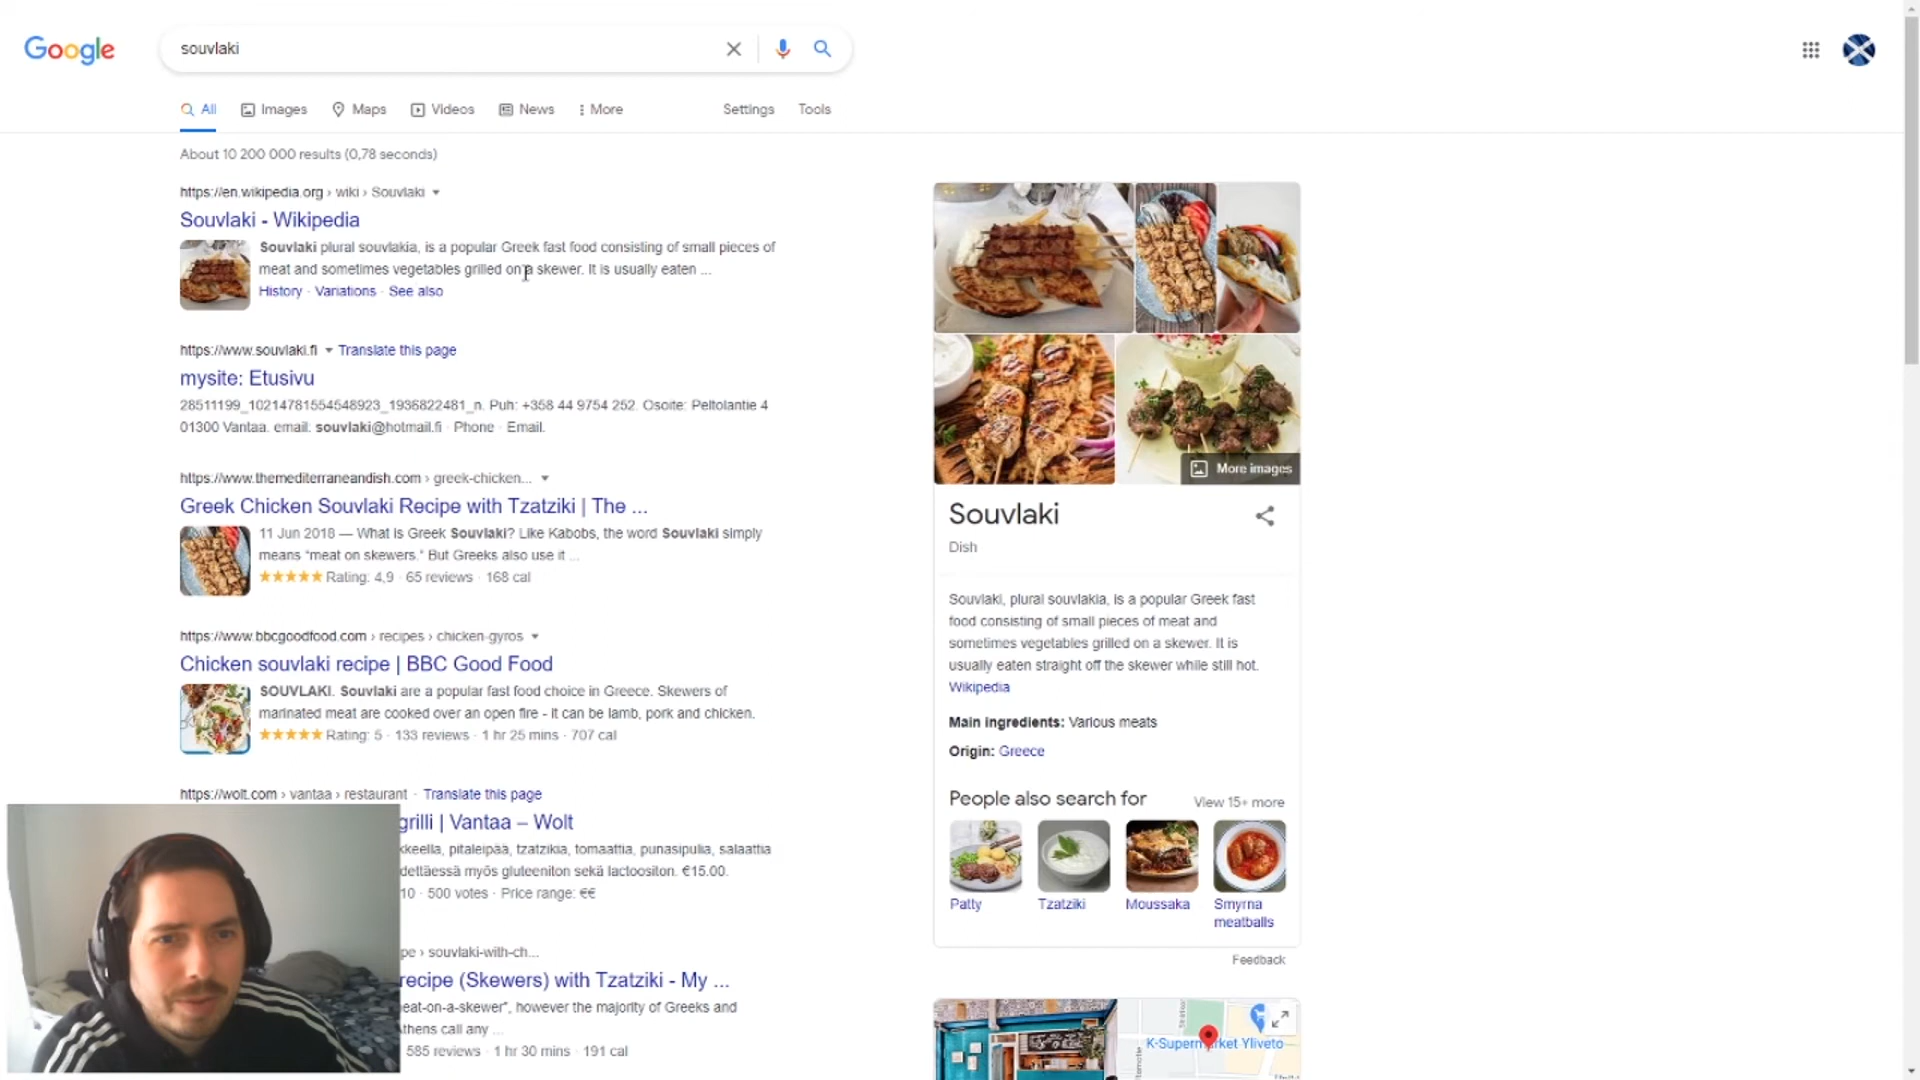 Google
souvlaki
All
Images
Maps
Videos
News
More
Settings
Tools
About 10 200 000 results (0,78 seconds)
https://en.wikipedia.org › wiki › Souvlaki
Souvlaki - Wikipedia
Souvlaki plural souvlakia, is a popular Greek fast food consisting of small pieces of
meat and sometimes vegetables grilled on a skewer. It is usually eaten ...
History · Variations · See also
https://www.souvlaki.fi Translate this page
mysite: Etusivu
28511199_10214781554548923_1936822481_n. Puh: +358 44 9754 252. Osoite: Peltolantie 4
01300 Vantaa. email: souvlaki@hotmail.fi · Phone · Email.
https://www.themediterraneandish.com › greek-chicken...
Greek Chicken Souvlaki Recipe with Tzatziki | The ...
11 Jun 2018 — What is Greek Souvlaki? Like Kabobs, the word Souvlaki simply
means "meat on skewers." But Greeks also use it ...
Rating: 4,9 · 65 reviews · 168 cal
https://www.bbcgoodfood.com › recipes › chicken-gyros
Chicken souvlaki recipe | BBC Good Food
SOUVLAKI. Souvlaki are a popular fast food choice in Greece. Skewers of
marinated meat are cooked over an open fire - it can be lamb, pork and chicken.
Rating: 5 · 133 reviews · 1 hr 25 mins · 707 cal
https://wolt.com › vantaa › restaurant · Translate this page
grilli | Vantaa – Wolt
kkeella, pitaleipää, tzatzikia, tomaattia, punasipulia, salaattia
dettäessä myös gluteeniton sekä lactoositon. €15.00.
10 · 500 votes · Price range: €€
pe › souvlaki-with-ch...
recipe (Skewers) with Tzatziki - My ...
eat-on-a-skewer", however the majority of Greeks and
Athens call any ...
585 reviews · 1 hr 30 mins · 191 cal
More images
Souvlaki
Dish
Souvlaki, plural souvlakia, is a popular Greek fast
food consisting of small pieces of meat and
sometimes vegetables grilled on a skewer. It is
usually eaten straight off the skewer while still hot.
Wikipedia
Main ingredients: Various meats
Origin: Greece
People also search for
View 15+ more
Patty
Tzatziki
Moussaka
Smyrna
meatballs
Feedback
K-Supermarket Yliveto